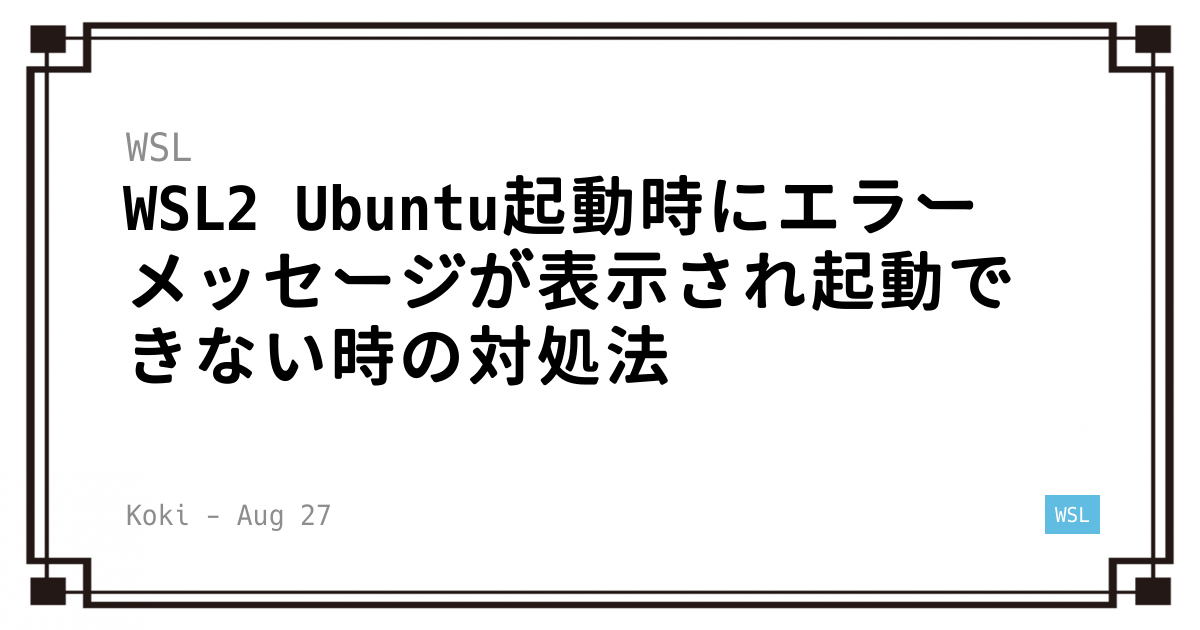 WSL
WSL2 Ubuntu起動時にエラー
メッセージが表示され起動で
きない時の対処法
Koki – Aug 27
WSL